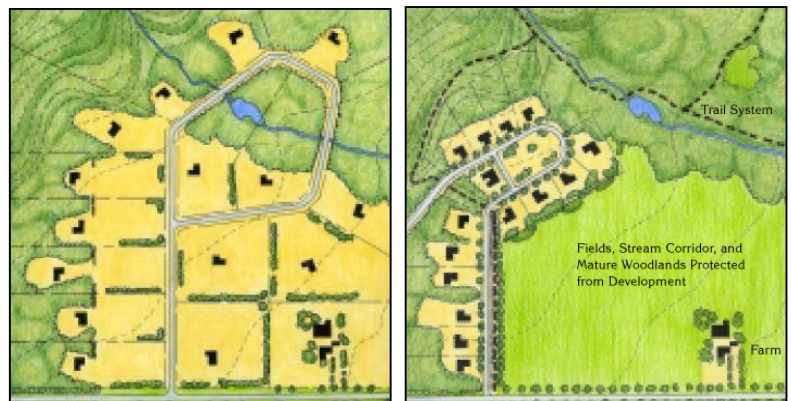 Trail System
Fields, Stream Corridor, and
Mature Woodlands Protected
from Development
Farm